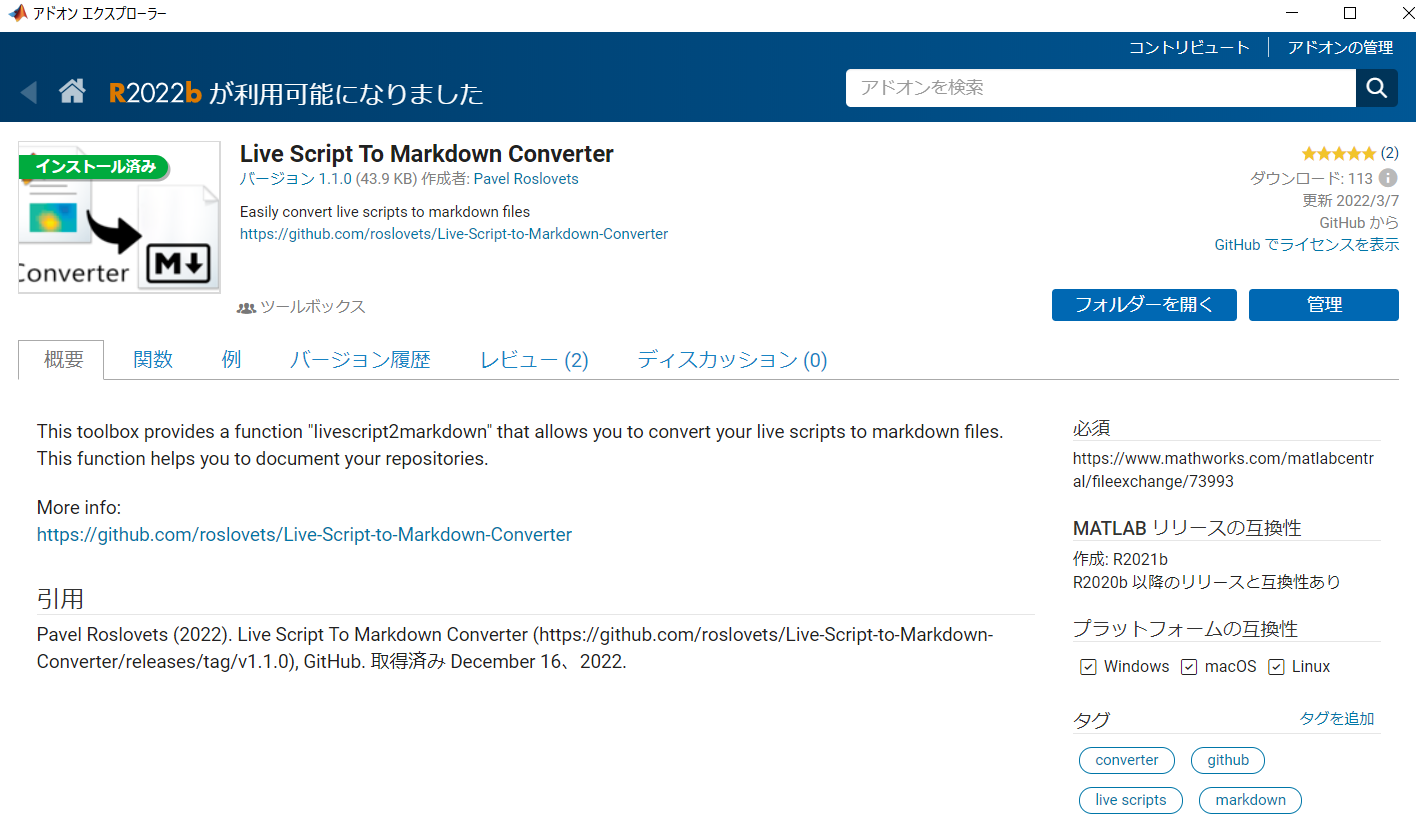 アドオン エクスプローラー
コントリビュート
アドオンの管理
R2022b が利用可能になりました
アドオンを検索
インストール済み
Converter
M
Live Script To Markdown Converter
バージョン 1.1.0 (43.9 KB) 作成者: Pavel Roslovets
Easily convert live scripts to markdown files
https://github.com/roslovets/Live-Script-to-Markdown-Converter
ツールボックス
(2)
ダウンロード: 113
更新 2022/3/7
GitHub から
GitHub でライセンスを表示
フォルダーを開く
管理
概要
関数
例
バージョン履歴
レビュー (2)
ディスカッション (0)
This toolbox provides a function "livescript2markdown" that allows you to convert your live scripts to markdown files.
This function helps you to document your repositories.
More info:
https://github.com/roslovets/Live-Script-to-Markdown-Converter
引用
Pavel Roslovets (2022). Live Script To Markdown Converter (https://github.com/roslovets/Live-Script-to-Markdown-
Converter/releases/tag/v1.1.0), GitHub. 取得済み December 16、2022.
必須
https://www.mathworks.com/matlabcentr
al/fileexchange/73993
MATLAB リリースの互換性
作成: R2021b
R2020b 以降のリリースと互換性あり
プラットフォームの互換性
Windows
macOS
Linux
タグ
タグを追加
converter
github
live scripts
markdown